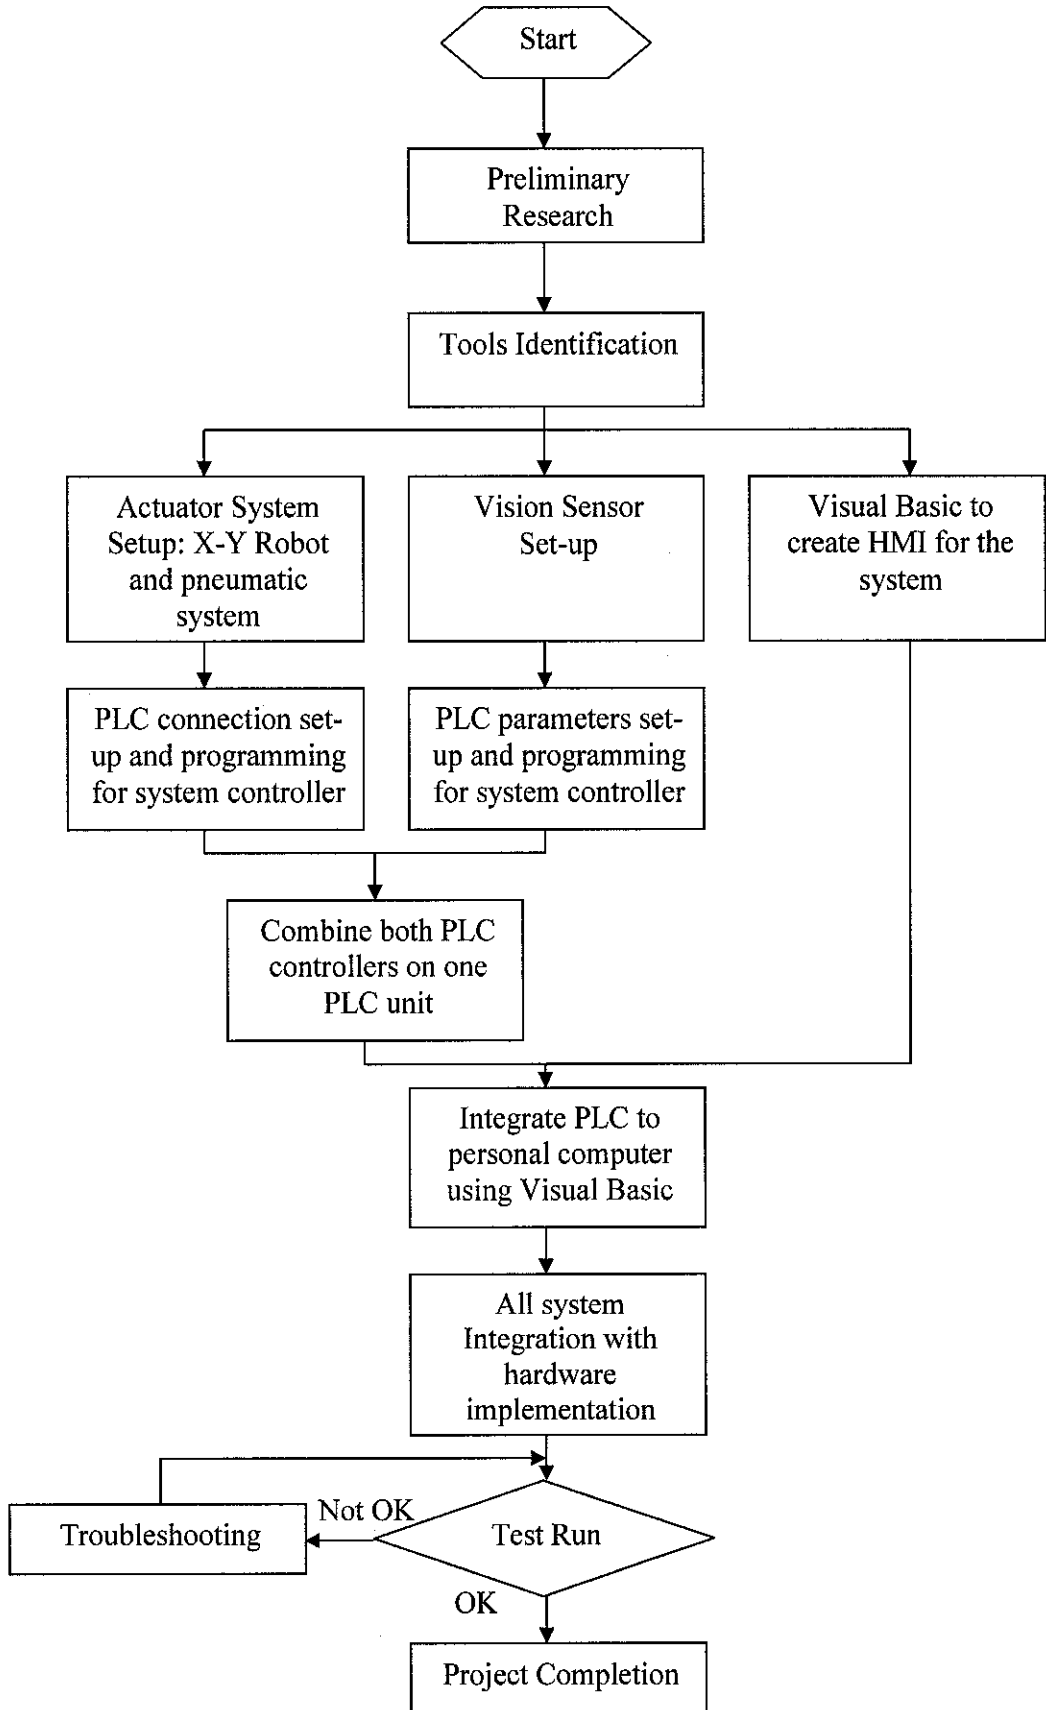 Start
Preliminary
Research
Tools Identification
Actuator System
Setup: X-Y Robot
and pneumatic
system
Vision Sensor
Set-up
Visual Basic to
create HMI for the
system
PLC connection set-
up and programming
for system controller
PLC parameters set-
up and programming
for system controller
Combine both PLC
controllers on one
PLC unit
Integrate PLC to
personal computer
using Visual Basic
All system
Integration with
hardware
implementation
Troubleshooting
Not OK
Test Run
OK
Project Completion